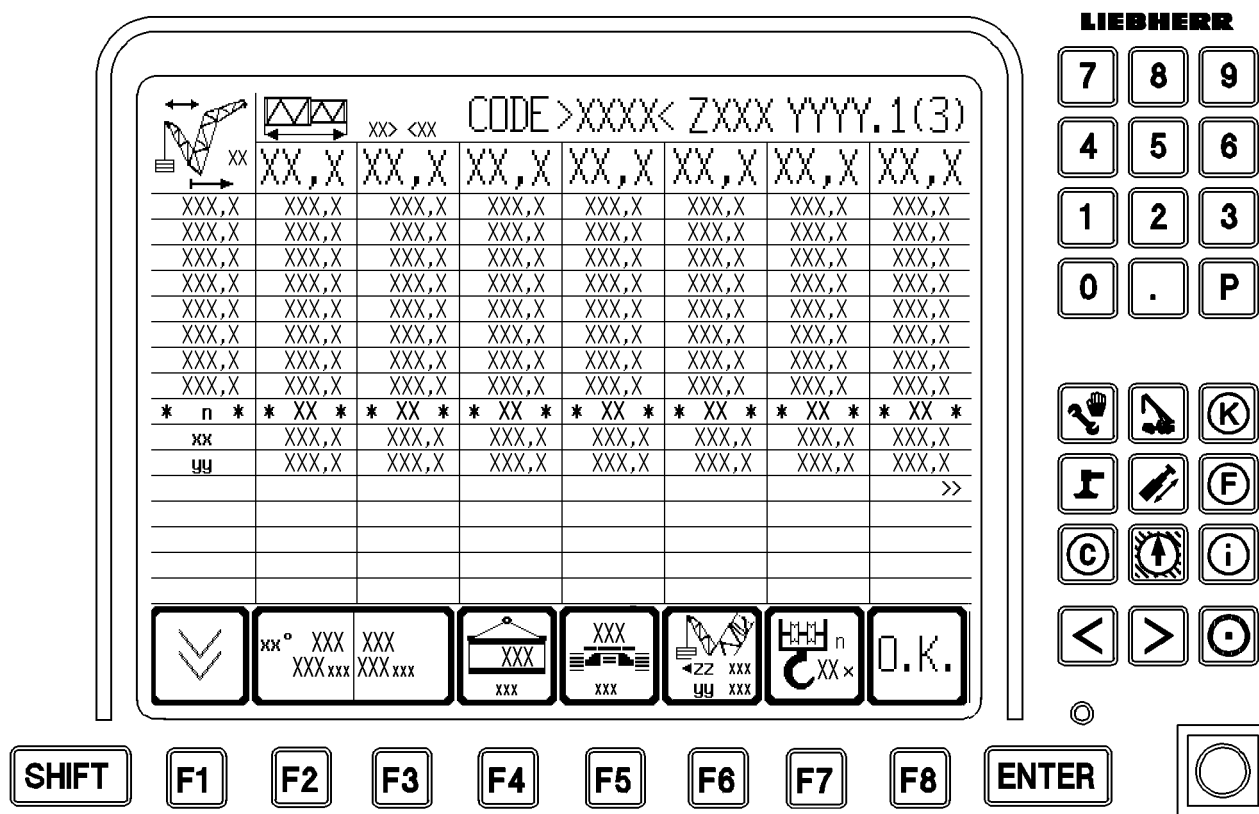 LIEBHERR
7 8 9
4 5 6
1 2 3
0 . P
K
F
C i
< >
XX> <XX CODE >XXXX< ZXXX YYYY.1(3)
XX
XX,X XX,X XX,X XX,X XX,X XX,X XX,X
XXX,X XXX,X XXX,X XXX,X XXX,X XXX,X XXX,X XXX,X
XXX,X XXX,X XXX,X XXX,X XXX,X XXX,X XXX,X XXX,X
XXX,X XXX,X XXX,X XXX,X XXX,X XXX,X XXX,X XXX,X
XXX,X XXX,X XXX,X XXX,X XXX,X XXX,X XXX,X XXX,X
XXX,X XXX,X XXX,X XXX,X XXX,X XXX,X XXX,X XXX,X
XXX,X XXX,X XXX,X XXX,X XXX,X XXX,X XXX,X XXX,X
XXX,X XXX,X XXX,X XXX,X XXX,X XXX,X XXX,X XXX,X
XXX,X XXX,X XXX,X XXX,X XXX,X XXX,X XXX,X XXX,X
* n * * XX * * XX * * XX * * XX * * XX * * XX * * XX *
xx XXX,X XXX,X XXX,X XXX,X XXX,X XXX,X XXX,X
yy XXX,X XXX,X XXX,X XXX,X XXX,X XXX,X XXX,X
>>
xx° XXX XXX
XXX xxx XXX xxx
XXX
xxx
XXX
xxx
◄zz xxx
yy xxx
n
XX ×
O.K.
SHIFT F1 F2 F3 F4 F5 F6 F7 F8 ENTER